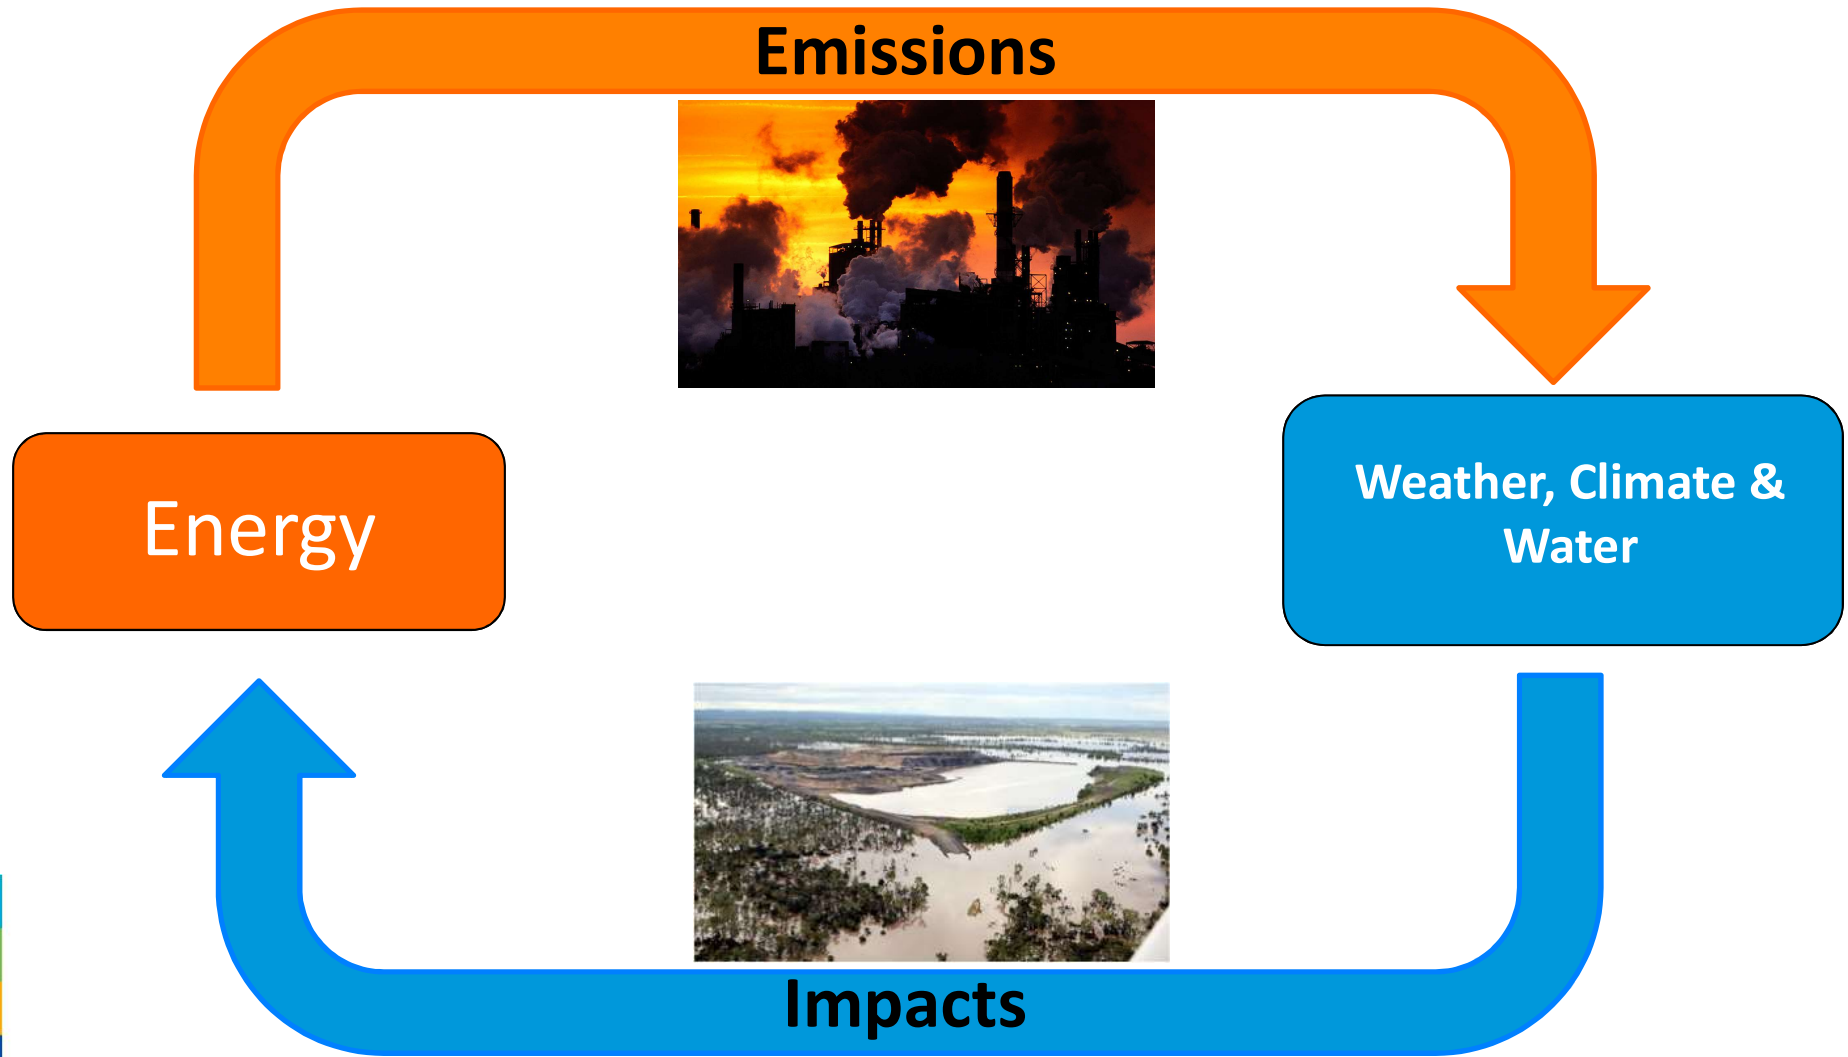 Emissions
Energy
Weather, Climate &
Water
Impacts